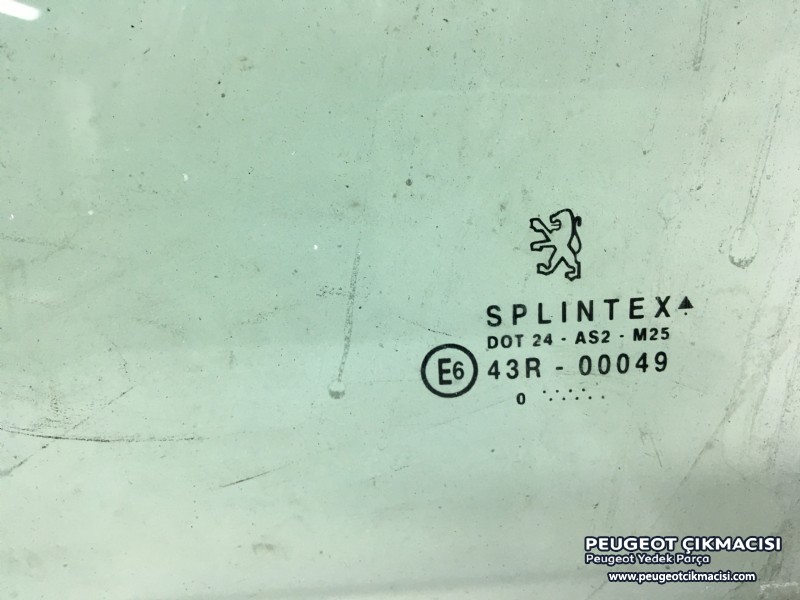 SPLINTEX
DOT 24 - AS2 - M25
E6 43R - 00049
0
PEUGEOT ÇIKMACISI
Peugeot Yedek Parça
www.peugeotcikmacisi.com